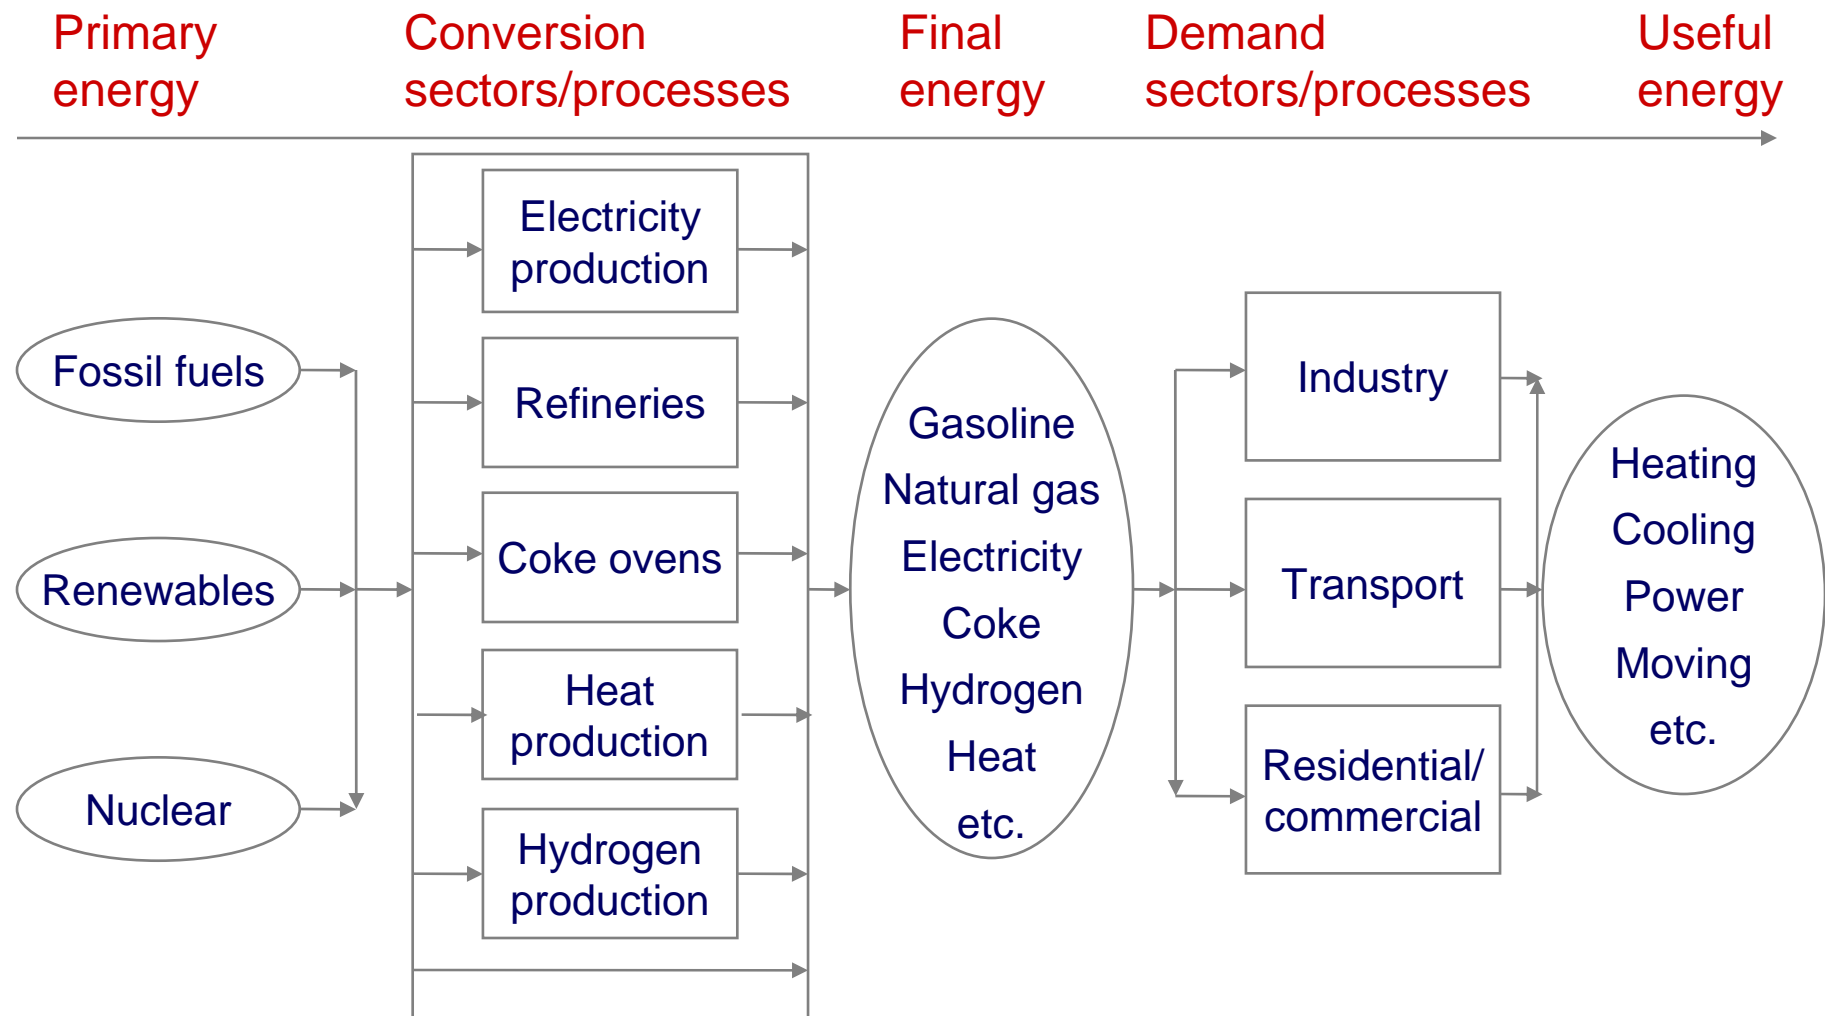 Primary
energy
Conversion
sectors/processes
Final
energy
Demand
sectors/processes
Useful
energy
Fossil fuels
Renewables
Nuclear
Electricity
production
Refineries
Coke ovens
Heat
production
Hydrogen
production
Gasoline
Natural gas
Electricity
Coke
Hydrogen
Heat
etc.
Industry
Transport
Residential/
commercial
Heating
Cooling
Power
Moving
etc.